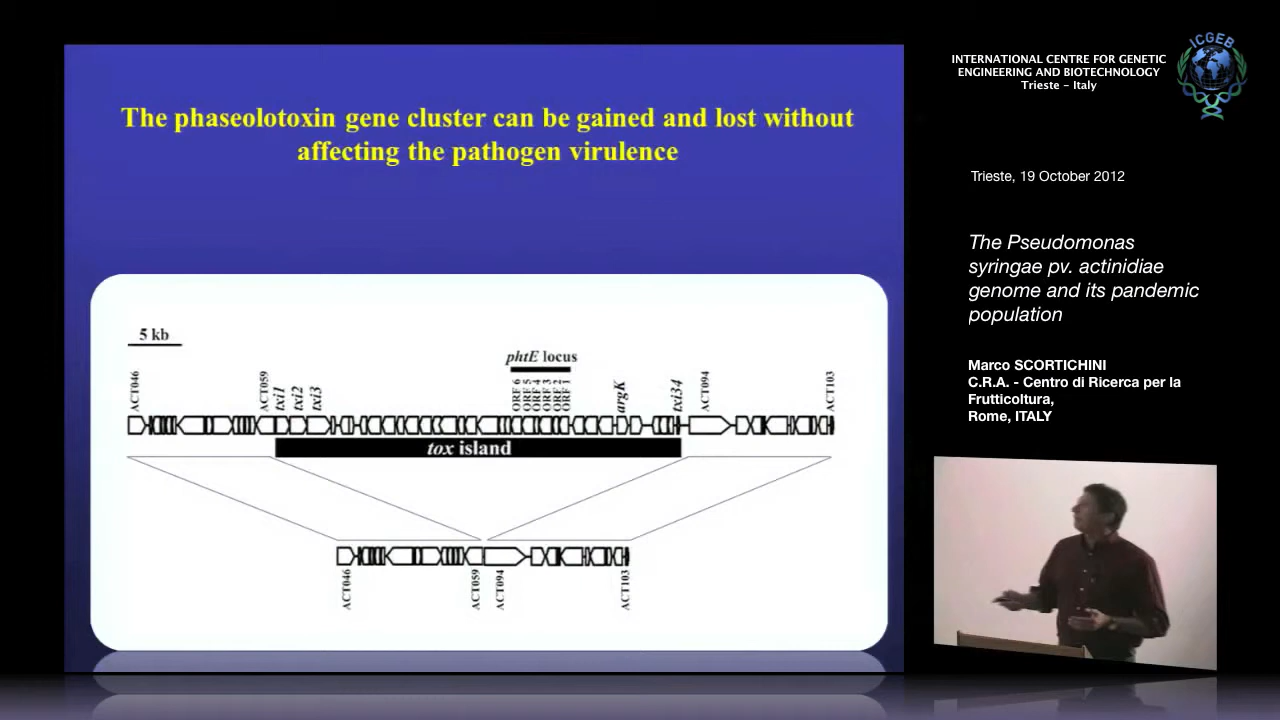 The phaseolotoxin gene cluster can be gained and lost without
affecting the pathogen virulence
5 kb
phtE locus
ACT046
ACT059
txi1
txi2
txi3
ORF 6
ORF 5
ORF 4
ORF 3
ORF 2
ORF 1
argK
txi34
ACT094
ACT103
tox island
ACT046
ACT059
ACT094
ACT103
INTERNATIONAL CENTRE FOR GENETIC
ENGINEERING AND BIOTECHNOLOGY
Trieste - Italy
ICGEB
Trieste, 19 October 2012
The Pseudomonas
syringae pv. actinidiae
genome and its pandemic
population
Marco SCORTICHINI
C.R.A. - Centro di Ricerca per la
Frutticoltura,
Rome, ITALY